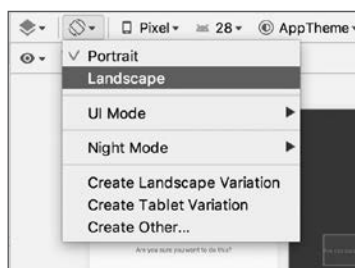 Pixel 28 AppTheme
Portrait
Landscape
UI Mode
Night Mode
Create Landscape Variation
Create Tablet Variation
Create Other...
Are you sure you want to do this?